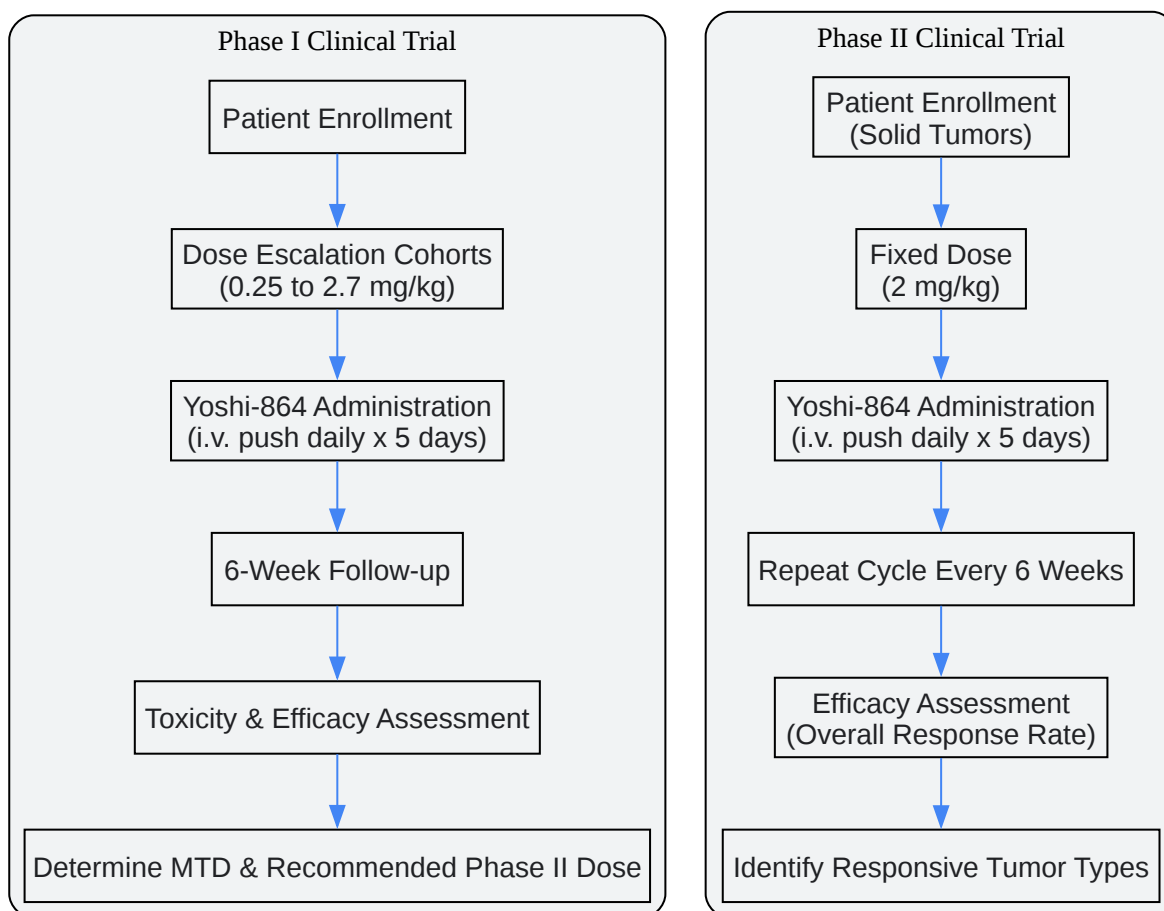 Phase I Clinical Trial
Patient Enrollment
Dose Escalation Cohorts
(0.25 to 2.7 mg/kg)
Yoshi-864 Administration
(i.v. push daily x 5 days)
6-Week Follow-up
Toxicity & Efficacy Assessment
Determine MTD & Recommended Phase II Dose
Phase II Clinical Trial
Patient Enrollment
(Solid Tumors)
Fixed Dose
(2 mg/kg)
Yoshi-864 Administration
(i.v. push daily x 5 days)
Repeat Cycle Every 6 Weeks
Efficacy Assessment
(Overall Response Rate)
Identify Responsive Tumor Types